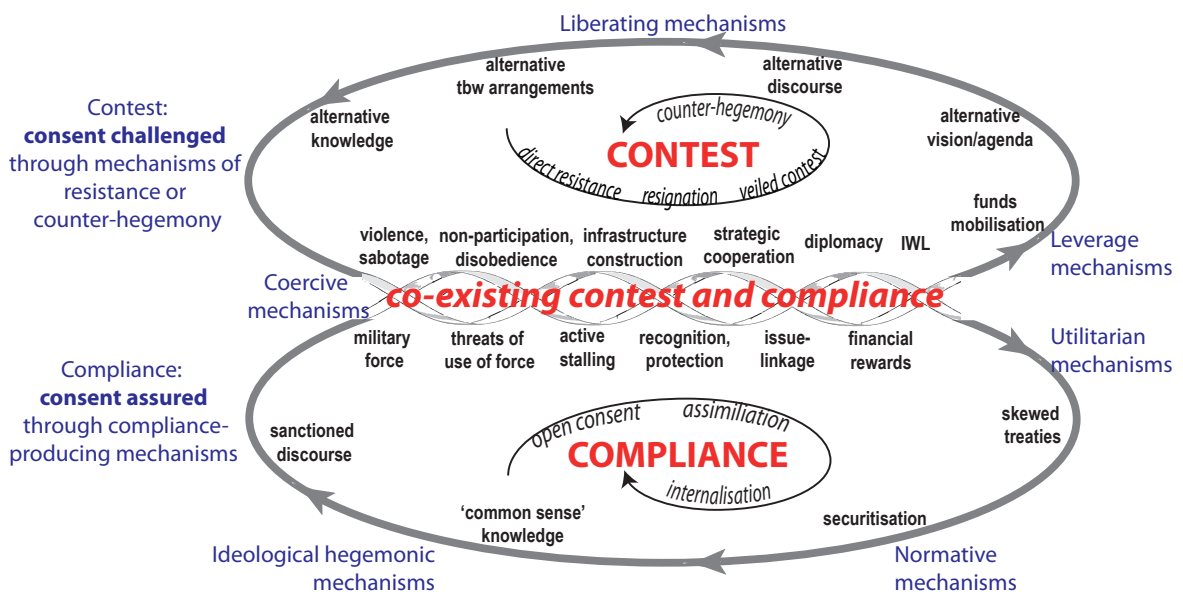 Liberating mechanisms
alternative
tbw arrangements
alternative
discourse
alternative
knowledge
alternative
vision/agenda
Contest:
consent challenged
through mechanisms of
resistance or
counter-hegemony
counter-hegemony
CONTEST
direct resistance
resignation
veiled contest
funds
mobilisation
violence,
sabotage
non-participation,
disobedience
infrastructure
construction
strategic
cooperation
diplomacy
IWL
Leverage
mechanisms
Coercive
mechanisms
co-existing contest and compliance
military
force
threats of
use of force
active
stalling
recognition,
protection
issue-
linkage
financial
rewards
Utilitarian
mechanisms
Compliance:
consent assured
through compliance-
producing mechanisms
sanctioned
discourse
open consent
assimiliation
COMPLIANCE
internalisation
skewed
treaties
'common sense'
knowledge
securitisation
Ideological hegemonic
mechanisms
Normative
mechanisms